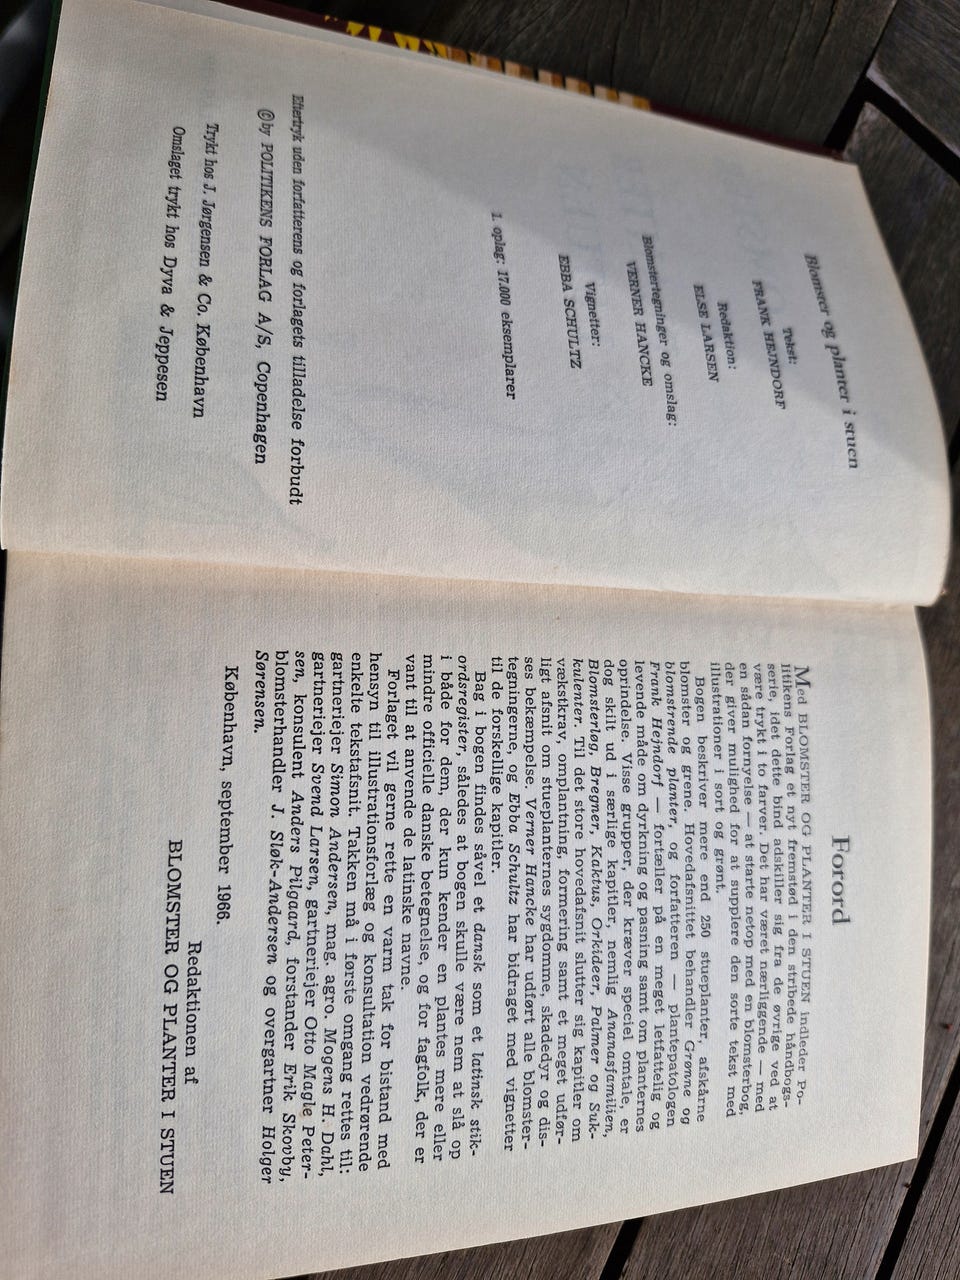 Blomster og planter i stuen
Tekst:
FRANK HEJNDORF
Redaktion:
ELSE LARSEN
Blomstertegninger og omslag:
VERNER HANCKE
Vignetter:
EBBA SCHULTZ
1. oplag: 17.000 eksemplarer
Eftertryk uden forfatterens og forlagets tilladelse forbudt
© by POLITIKENS FORLAG A/S, Copenhagen
Trykt hos J. Jørgensen & Co. København
Omslaget trykt hos Dyva & Jeppesen
Forord
Med BLOMSTER OG PLANTER I STUEN indleder Po-
litikens Forlag et nyt fremstød i den stribede håndbogs-
serie, idet dette bind adskiller sig fra de øvrige ved at
være trykt i to farver. Det har været nærliggende — med
en sådan fornyelse — at starte netop med en blomsterbog,
der giver mulighed for at supplere den sorte tekst med
illustrationer i sort og grønt.
Bogen beskriver mere end 250 stueplanter, afskårne
blomster og grene. Hovedafsnittet behandler Grønne og
blomstrende planter, og forfatteren — plantepatologen
Frank Hejndorf — fortæller på en meget letfattelig og
levende måde om dyrkning og pasning samt om planternes
oprindelse. Visse grupper, der kræver speciel omtale, er
dog skilt ud i særlige kapitler, nemlig Ananasfamilien,
Blomsterløg, Bregner, Kaktus, Orkideer, Palmer og Suk-
kulenter. Til det store hovedafsnit slutter sig kapitler om
vækstkrav, omplantning, formering samt et meget udfør-
ligt afsnit om stueplanternes sygdomme, skadedyr og dis-
ses bekæmpelse. Verner Hancke har udført alle blomster-
tegningerne, og Ebba Schultz har bidraget med vignetter
til de forskellige kapitler.
Bag i bogen findes såvel et dansk som et latinsk stik-
ordsregister, således at bogen skulle være nem at slå op
i både for dem, der kun kender en plantes mere eller
mindre officielle danske betegnelse, og for fagfolk, der er
vant til at anvende de latinske navne.
Forlaget vil gerne rette en varm tak for bistand med
hensyn til illustrationsforlæg og konsultation vedrørende
enkelte tekstafsnit. Takken må i første omgang rettes til:
gartneriejer Simon Andersen, mag. agro. Mogens H. Dahl,
gartneriejer Svend Larsen, gartneriejer Otto Magle Peter-
sen, konsulent Anders Pilgaard, forstander Erik Skovby,
blomsterhandler J. Sløk-Andersen og overgartner Holger
Sørensen.
København, september 1966.
Redaktionen af
BLOMSTER OG PLANTER I STUEN